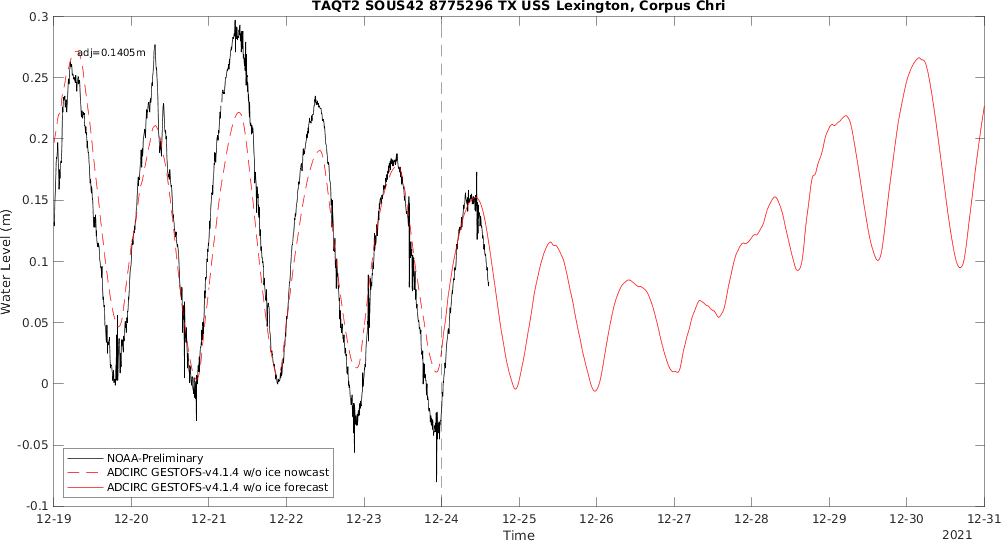 TAQT2 SOUS42 8775296 TX USS Lexington, Corpus Chri
0.3
0.25
0.2
0.15
0.1
0.05
0
-0.05
-0.1
Water Level (m)
adj=0.1405m
NOAA-Preliminary
ADCIRC GESTOFS-v4.1.4 w/o ice nowcast
ADCIRC GESTOFS-v4.1.4 w/o ice forecast
12-19 12-20 12-21 12-22 12-23 12-24 12-25 12-26 12-27 12-28 12-29 12-30 12-31
Time
2021